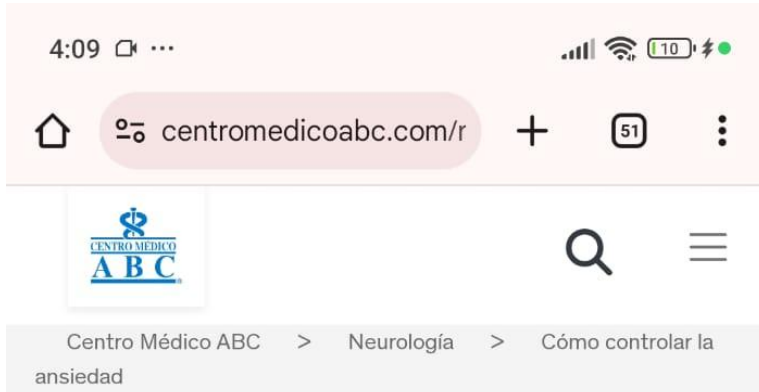 4:09 ...
10
centromedicoabc.com/r
51
CENTRO MÉDICO
A B C
Centro Médico ABC > Neurología > Cómo controlar la
ansiedad